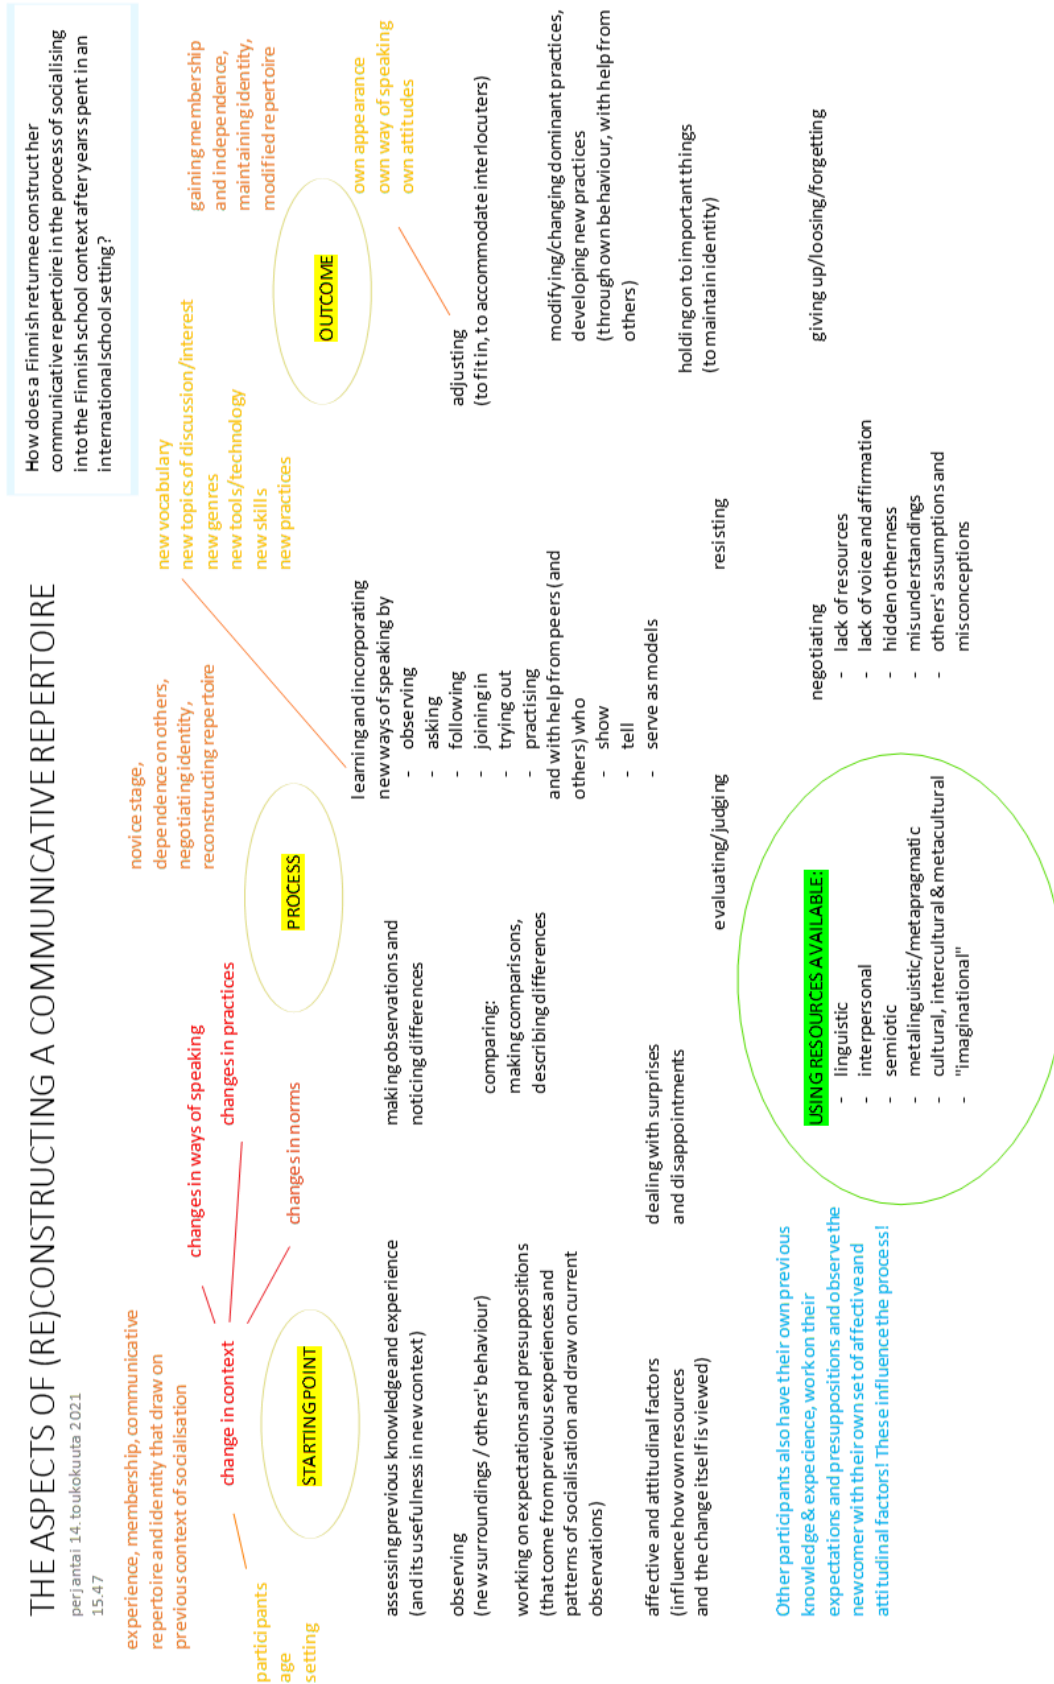 THE ASPECTS OF (RE)CONSTRUCTING A COMMUNICATIVE REPERTOIRE
perjantai 14. toukokuuta 2021
15.47
How does a Finnish returnee construct her
communicative repertoire in the process of socialising
into the Finnish school context after years spent in an
international school setting?
experience, membership, communicative
repertoire and identity that draw on
previous context of socialisation
participants
age
setting
change in context
changes in ways of speaking
changes in practices
changes in norms
STARTING POINT
assessing previous knowledge and experience
(and its usefulness in new context)
observing
(new surroundings / others' behaviour)
working on expectations and presuppositions
(that come from previous experiences and
patterns of socialisation and draw on current
observations)
affective and attitudinal factors
(influence how own resources
and the change itself is viewed)
Other participants also have their own previous
knowledge & expecience, work on their
expectations and presuppositions and observe the
newcomer with their own set of affective and
attitudinal factors! These influence the process!
novice stage,
dependence on others,
negotiating identity,
reconstructing repertoire
PROCESS
making observations and
noticing differences
comparing:
making comparisons,
describing differences
dealing with surprises
and disappointments
evaluating/judging
USING RESOURCES AVAILABLE:
- linguistic
- interpersonal
- semiotic
- metalinguistic/metapragmatic
- cultural, intercultural & metacultural
- "imaginational"
new vocabulary
new topics of discussion/interest
new genres
new tools/technology
new skills
new practices
learning and incorporating
new ways of speaking by
- observing
- asking
- following
- joining in
- trying out
- practising
and with help from peers (and
others) who
- show
- tell
- serve as models
resisting
negotiating
- lack of resources
- lack of voice and affirmation
- hidden otherness
- misunderstandings
- others' assumptions and
misconceptions
gaining membership
and independence,
maintaining identity,
modified repertoire
OUTCOME
own appearance
own way of speaking
own attitudes
adjusting
(to fit in, to accommodate interlocuters)
modifying/changing dominant practices,
developing new practices
(through own behaviour, with help from
others)
holding on to important things
(to maintain identity)
giving up/loosing/forgetting